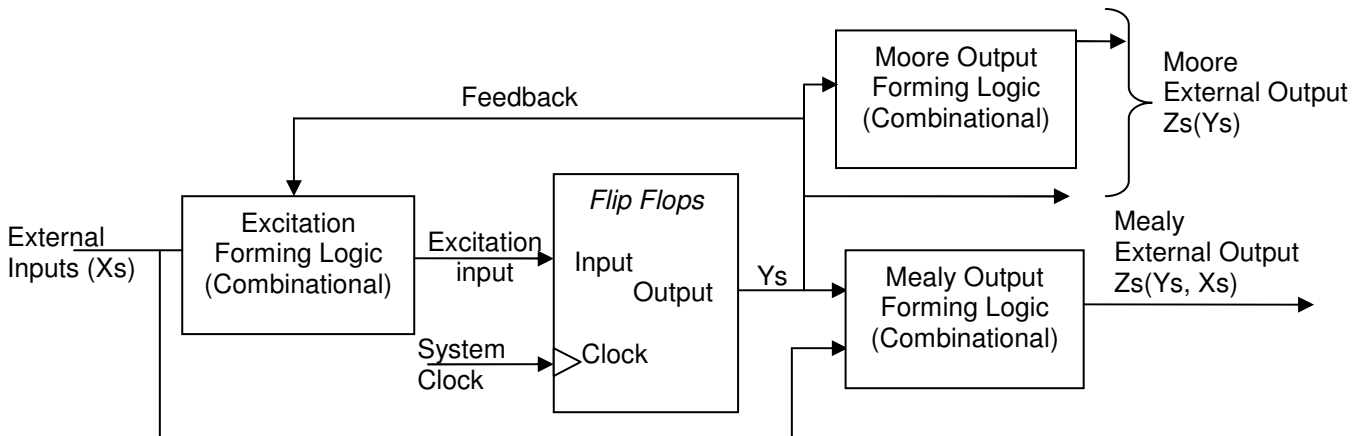 Moore Output
Forming Logic
(Combinational)
Moore
External Output
Zs(Ys)
Feedback
External
Inputs (Xs)
Excitation
Forming Logic
(Combinational)
Excitation
input
Flip Flops
Input
Output
Clock
System
Clock
Ys
Mealy Output
Forming Logic
(Combinational)
Mealy
External Output
Zs(Ys, Xs)